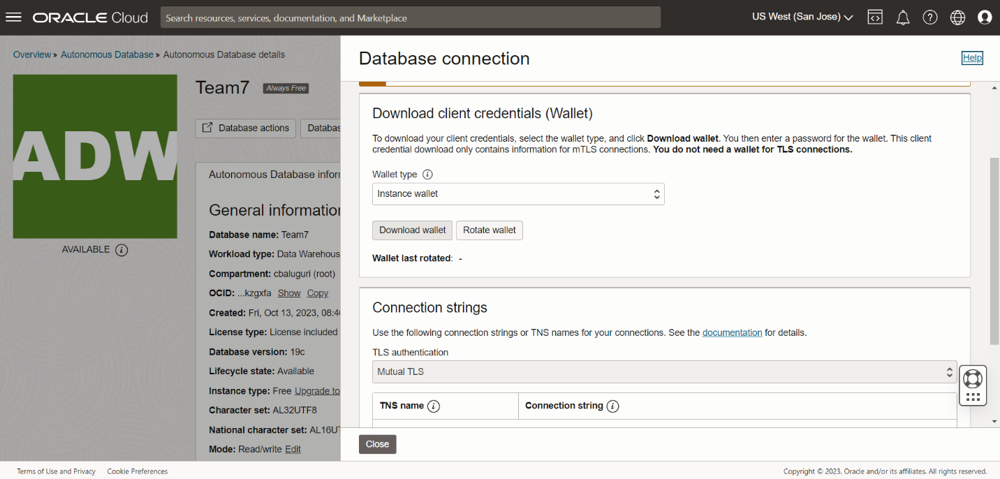 ORACLE Cloud
Search resources, services, documentation, and Marketplace
US West (San Jose)
Overview » Autonomous Database » Autonomous Database details
ADW
AVAILABLE
Team7
Always Free
Database actions
Databas
Autonomous Database infor
General information
Database name: Team7
Workload type: Data Warehous
Compartment: cbaluguri (root)
OCID: ...kzgxfa Show Copy
Created: Fri, Oct 13, 2023, 08:4
License type: License included
Database version: 19c
Lifecycle state: Available
Instance type: Free Upgrade to
Character set: AL32UTF8
National character set: AL16UT
Mode: Read/write Edit
Database connection
Help
Download client credentials (Wallet)
To download your client credentials, select the wallet type, and click Download wallet. You then enter a password for the wallet. This client
credential download only contains information for mTLS connections. You do not need a wallet for TLS connections.
Wallet type
Instance wallet
Download wallet
Rotate wallet
Wallet last rotated: -
Connection strings
Use the following connection strings or TNS names for your connections. See the documentation for details.
TLS authentication
Mutual TLS
TNS name
Connection string
Close
Terms of Use and Privacy
Cookie Preferences
Copyright © 2023, Oracle and/or its affiliates. All rights reserved.